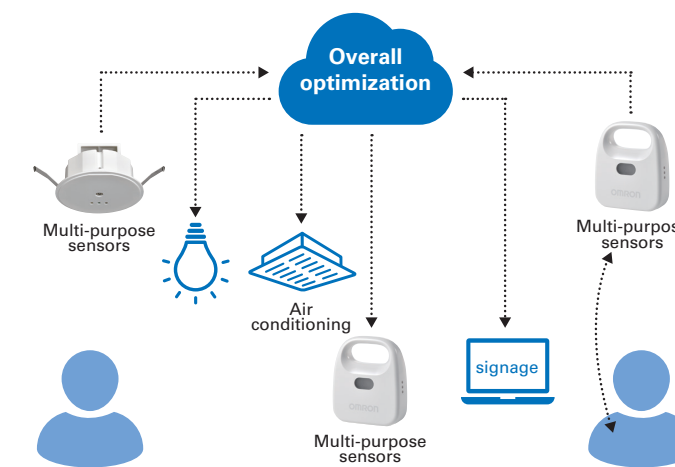 Overall
optimization
Multi-purpose
sensors
OMRON
Multi-purpos
sensors
Air
conditioning
signage
OMRON
Multi-purpose
sensors